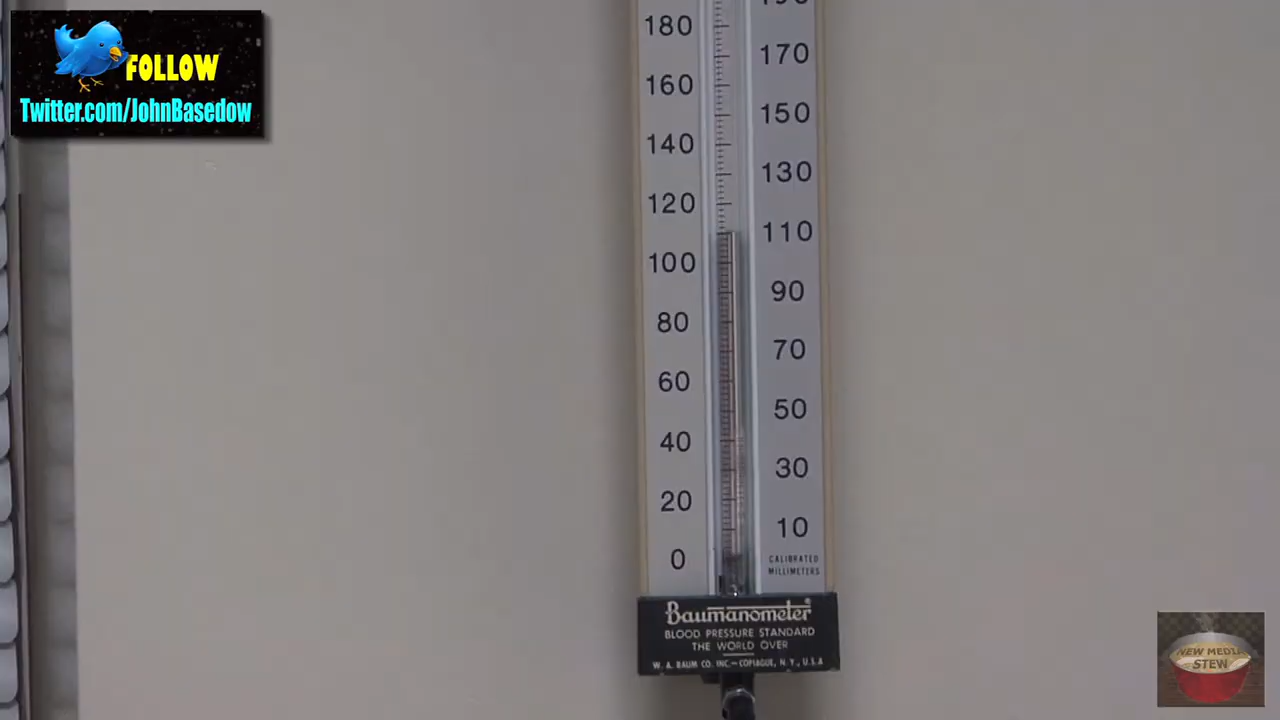 FOLLOW
Twitter.com/JohnBasedow
180
170
160
150
140
130
120
110
100
90
80
70
60
50
40
30
20
10
0
CALIBRATED
MILLIMETERS
Baumanometer®
BLOOD PRESSURE STANDARD
THE WORLD OVER
W. A. BAUM CO. INC.—COPIAGUE, N.Y., U.S.A
NEW MEDIA
STEW